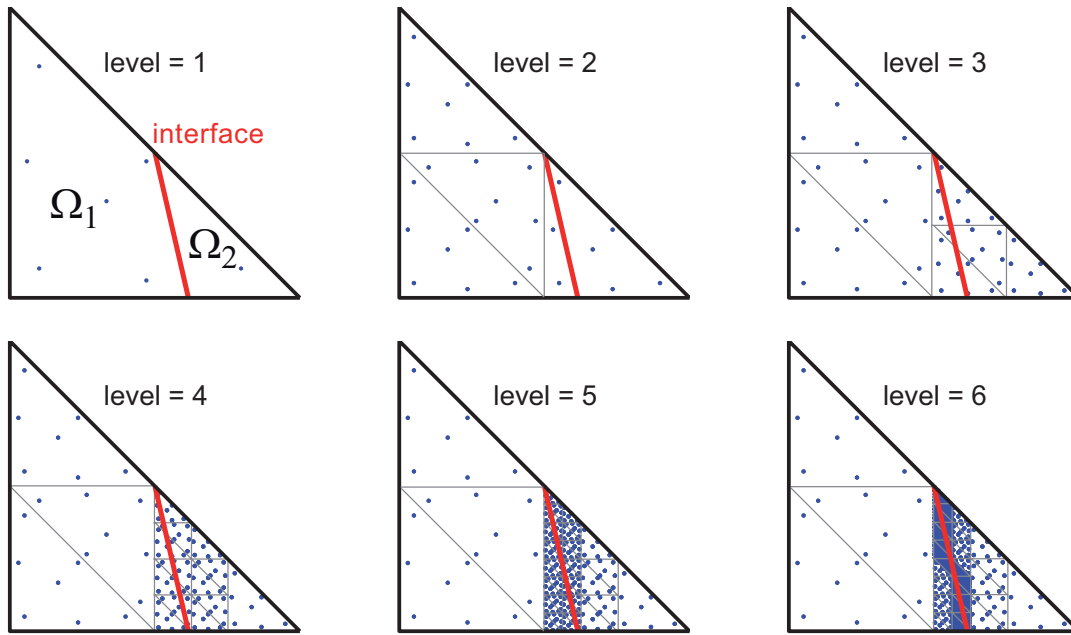 level = 1
level = 2
level = 3
interface
Ω1
Ω2
level = 4
level = 5
level = 6